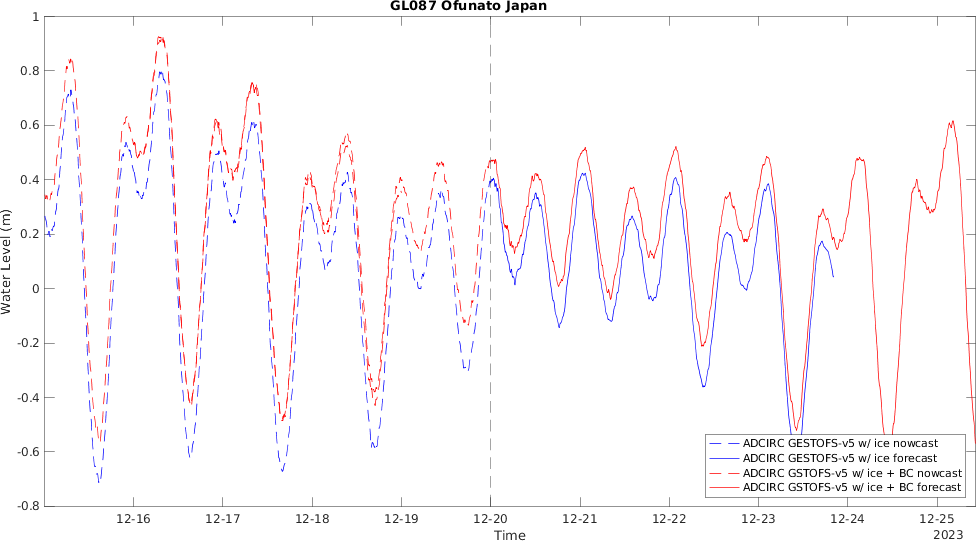 GL087 Ofunato Japan
Water Level (m)
1
0.8
0.6
0.4
0.2
0
-0.2
-0.4
-0.6
-0.8
ADCIRC GESTOFS-v5 w/ ice nowcast
ADCIRC GESTOFS-v5 w/ ice forecast
ADCIRC GSTOFS-v5 w/ ice + BC nowcast
ADCIRC GSTOFS-v5 w/ ice + BC forecast
12-16 12-17 12-18 12-19 12-20 12-21 12-22 12-23 12-24 12-25
Time 2023